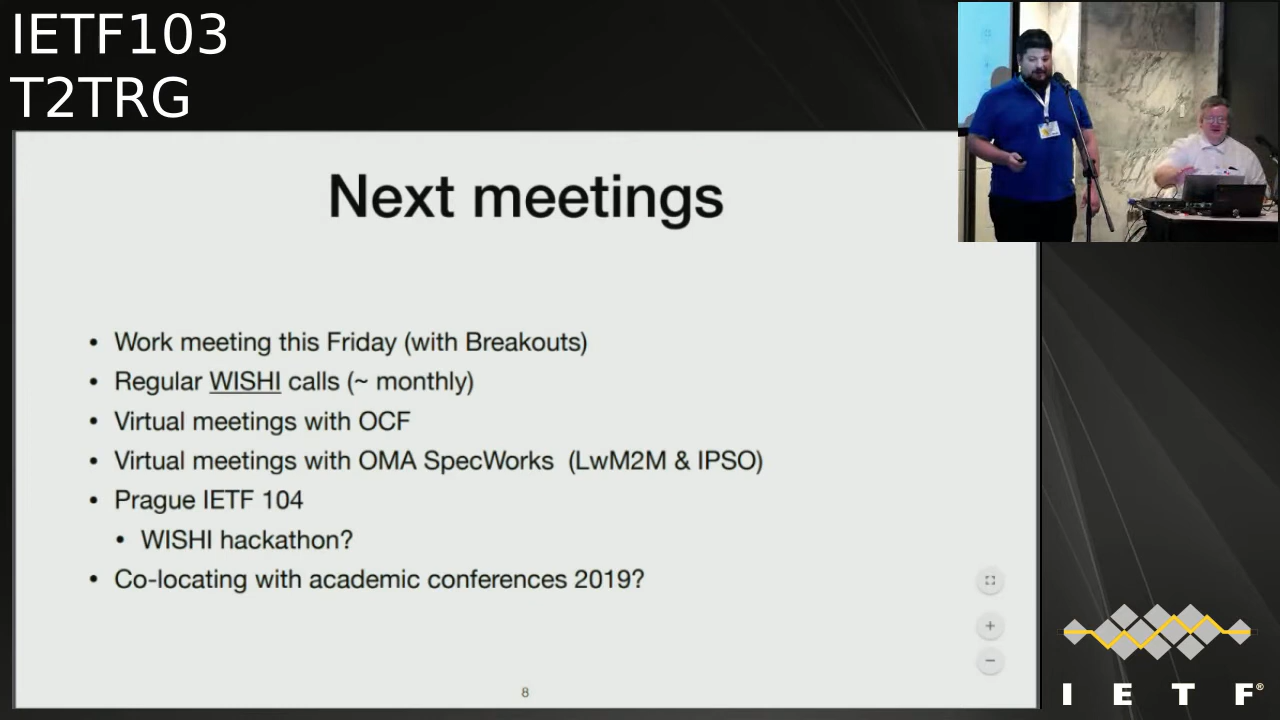 IETF103
T2TRG
Next meetings
• Work meeting this Friday (with Breakouts)
• Regular WISHI calls (~ monthly)
• Virtual meetings with OCF
• Virtual meetings with OMA SpecWorks (LwM2M & IPSO)
• Prague IETF 104
• WISHI hackathon?
• Co-locating with academic conferences 2019?
8
I E T F®